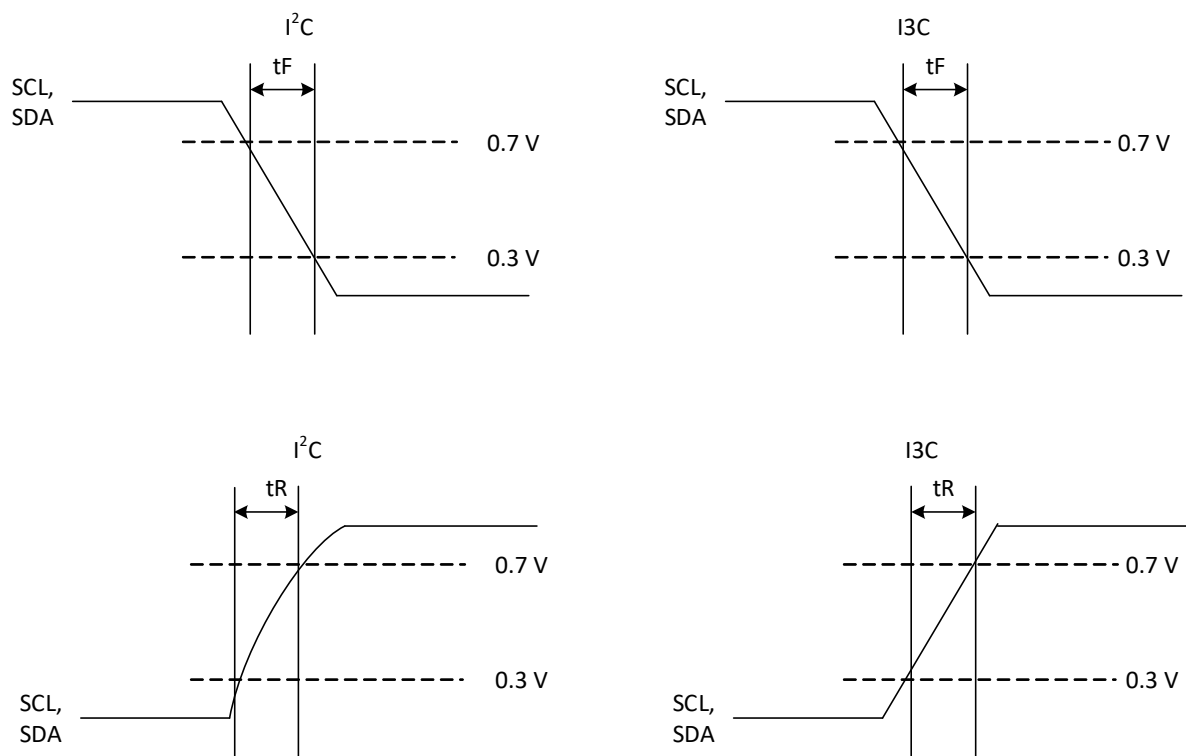 I²C
tF
SCL,
SDA
0.7 V
0.3 V
I3C
tF
SCL,
SDA
0.7 V
0.3 V
I²C
tR
0.7 V
0.3 V
SCL,
SDA
I3C
tR
0.7 V
0.3 V
SCL,
SDA